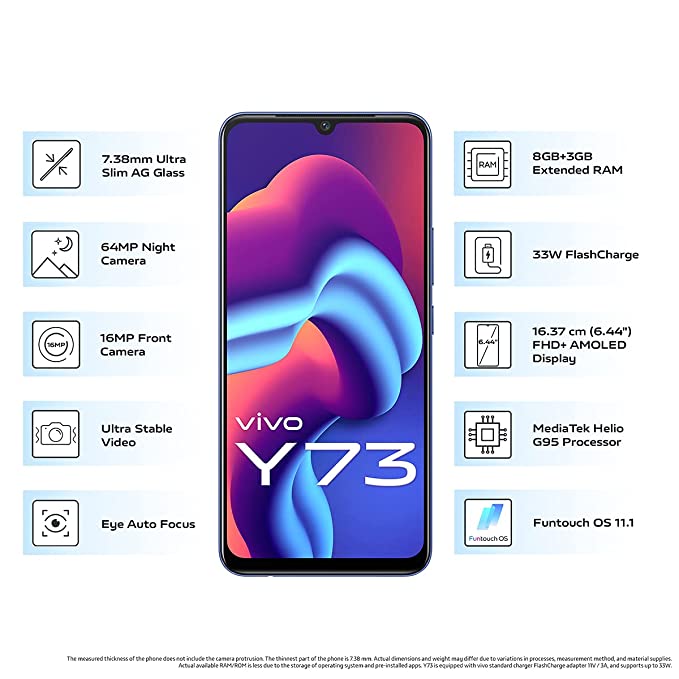 7.38mm Ultra
Slim AG Glass
64MP Night
Camera
16MP
16MP Front
Camera
Ultra Stable
Video
Eye Auto Focus
vivo
Y73
RAM
8GB+3GB
Extended RAM
33W FlashCharge
6.44"
16.37 cm (6.44")
FHD+ AMOLED
Display
MediaTek Helio
G95 Processor
Funtouch OS
Funtouch OS 11.1
The measured thickness of the phone does not include the camera protrusion. The thinnest part of the phone is 7.38 mm. Actual dimensions and weight may differ due to variations in processes, measurement method, and material supplies.
Actual available RAM/ROM is less due to the storage of operating system and pre-installed apps. Y73 is equipped with vivo standard charger FlashCharge adapter 11V / 3A, and supports up to 33W.